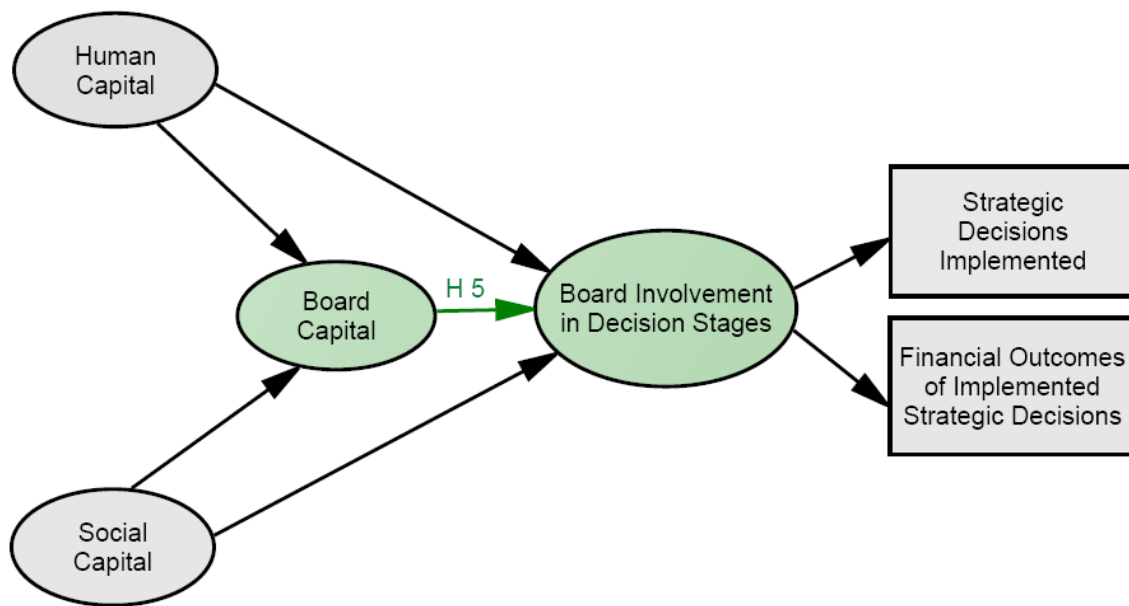 Human
Capital
Strategic
Decisions
Implemented
H 5
Board
Capital
Board Involvement
in Decision Stages
Financial Outcomes
of Implemented
Strategic Decisions
Social
Capital